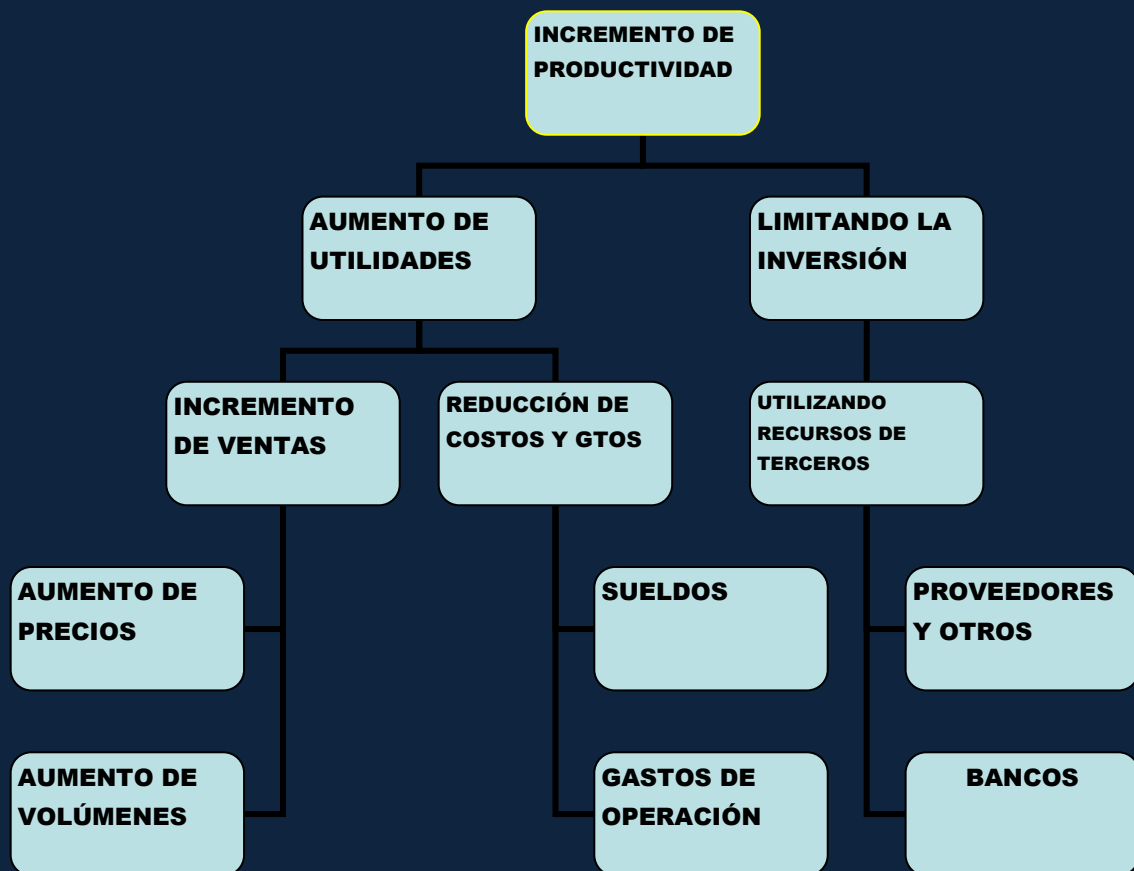 INCREMENTO DE
PRODUCTIVIDAD
AUMENTO DE
UTILIDADES
LIMITANDO LA
INVERSIÓN
INCREMENTO
DE VENTAS
REDUCCIÓN DE
COSTOS Y GTOS
UTILIZANDO
RECURSOS DE
TERCEROS
AUMENTO DE
PRECIOS
SUELDOS
PROVEEDORES
Y OTROS
AUMENTO DE
VOLÚMENES
GASTOS DE
OPERACIÓN
BANCOS